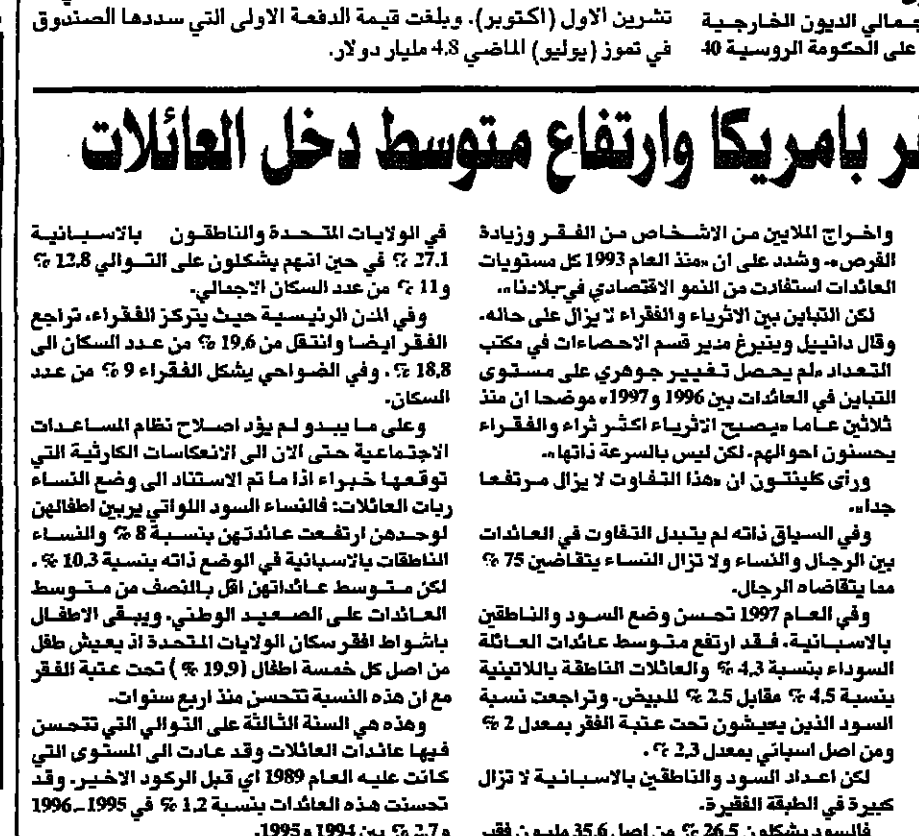 جمالي الديون الخارجية
على الحكومة الروسية 40
تشرين الاول (اكتوبر). وبلغت قيمة الدفعة الاولى التي سددها الصندوق
في تموز (يوليو) الماضي 4.8 مليار دولار.
بامريكا وارتفاع متوسط دخل العائلات
واخراج الملايين من الاشخاص من الفقر وزيادة
الفرص». وشدد على ان «منذ العام 1993 كل مستويات
العائدات استفادت من النمو الاقتصادي في بلادنا».
لكن التباين بين الاثرياء والفقراء لا يزال على حاله.
وقال دانييل وينبرغ مدير قسم الاحصاءات في مكتب
التعداد «لم يحصل تغيير جوهري على مستوى
التباين في العائدات بين 1996 و1997» موضحا ان منذ
ثلاثين عاما «يصبح الاثرياء اكثر ثراء والفقراء
يحسنون احوالهم. لكن ليس بالسرعة ذاتها».
ورأى كلينتون ان «هذا التفاوت لا يزال مرتفعا
جدا».
وفي السياق ذاته لم يتبدل التفاوت في العائدات
بين الرجال والنساء ولا تزال النساء يتقاضين 75 %
مما يتقاضاه الرجال.
وفي العام 1997 تحسن وضع السود والناطقين
بالاسبانية. فقد ارتفع متوسط عائدات العائلة
السوداء بنسبة 4,3 % والعائلات الناطقة باللاتينية
بنسبة 4.5 % مقابل 2.5 % للبيض. وتراجعت نسبة
السود الذين يعيشون تحت عتبة الفقر بمعدل 2 %
ومن اصل اسباني بمعدل 2,3 %.
لكن اعداد السود والناطقين بالاسبانية لا تزال
كبيرة في الطبقة الفقيرة.
فالسود يشكلون 26.5 % من اصل 35.6 مليون فقير
في الولايات المتحدة والناطقون بالاسبانية
27.1 % في حين انهم يشكلون على التوالي 12.8 %
و11 % من عدد السكان الاجمالي.
وفي المدن الرئيسية حيث يتركز الفقراء، تراجع
الفقر ايضا وانتقل من 19,6 % من عدد السكان الى
18,8 %. وفي الضواحي يشكل الفقراء 9 % من عدد
السكان.
وعلى ما يبدو لم يؤد اصلاح نظام المساعدات
الاجتماعية حتى الان الى الانعكاسات الكارثية التي
توقعها خبراء اذا ما تم الاستناد الى وضع النساء
ربات العائلات: فالنساء السود اللواتي يربين اطفالهن
لوحدهن ارتفعت عائدتهن بنسبة 8 % والنساء
الناطقات بالاسبانية في الوضع ذاته بنسبة 10.3 %.
لكن متوسط عائداتهن اقل بالنصف من متوسط
العائدات على الصعيد الوطني. ويبقى الاطفال
باشواط افقر سكان الولايات المتحدة اذ يعيش طفل
من اصل كل خمسة اطفال (19,9 %) تحت عتبة الفقر
مع ان هذه النسبة تتحسن منذ اربع سنوات.
وهذه هي السنة الثالثة على التوالي التي تتحسن
فيها عائدات العائلات وقد عادت الى المستوى التي
كانت عليه العام 1989 اي قبل الركود الاخير. وقد
تحسنت هذه العائدات بنسبة 1.2 % في 1995_1996
و2.7 % بين 1994 و1995.